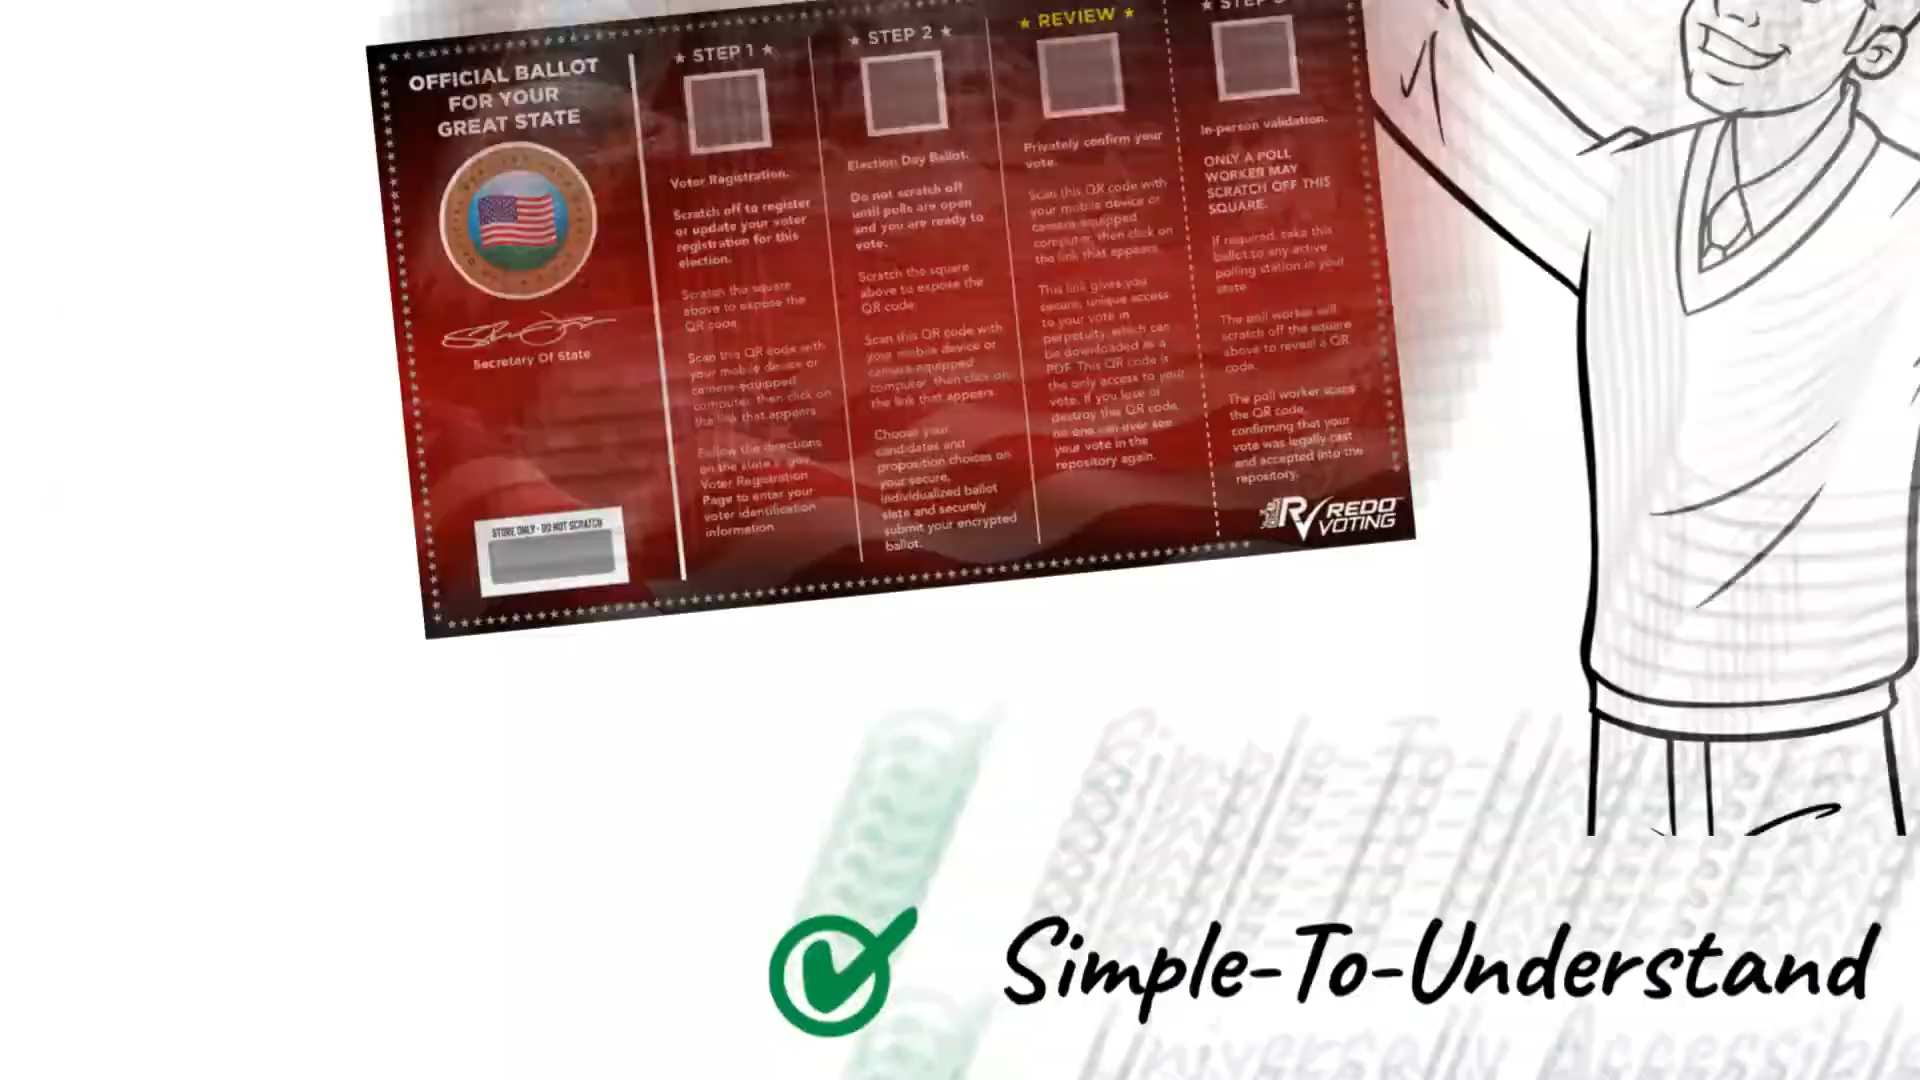 OFFICIAL BALLOT
FOR YOUR
GREAT STATE
Secretary Of State
STORE ONLY - DO NOT SCRATCH
★ STEP 1 ★
Voter Registration.
Scratch off to register
or update your voter
registration for this
election.
Scratch the square
above to expose the
QR code.
Scan this QR code with
your mobile device or
camera-equipped
computer, then click on
the link that appears.
Follow the directions
on the state's .gov
Voter Registration
Page to enter your
voter identification
information.
★ STEP 2 ★
Election Day Ballot.
Do not scratch off
until polls are open
and you are ready to
vote.
Scratch the square
above to expose the
QR code.
Scan this QR code with
your mobile device or
camera-equipped
computer, then click on
the link that appears.
Choose your
candidates and
proposition choices on
your secure,
individualized ballot
slate and securely
submit your encrypted
ballot.
★ REVIEW ★
Privately confirm your
vote.
Scan this QR code with
your mobile device or
camera-equipped
computer, then click on
the link that appears.
This link gives you
secure, unique access
to your vote in
perpetuity, which can
be downloaded as a
PDF. This QR code is
the only access to your
vote. If you lose or
destroy this QR code,
no one can ever see
your vote in the
repository again.
★ STEP
In-person validation.
ONLY A POLL
WORKER MAY
SCRATCH OFF THIS
SQUARE.
If required, take this
ballot to any active
polling station in your
state.
The poll worker will
scratch off the square
above to reveal a QR
code.
The poll worker scans
the QR code,
confirming that your
vote was legally cast
and accepted into the
repository.
REDO
VOTING
Simple-To-Understand
Universally Accessible